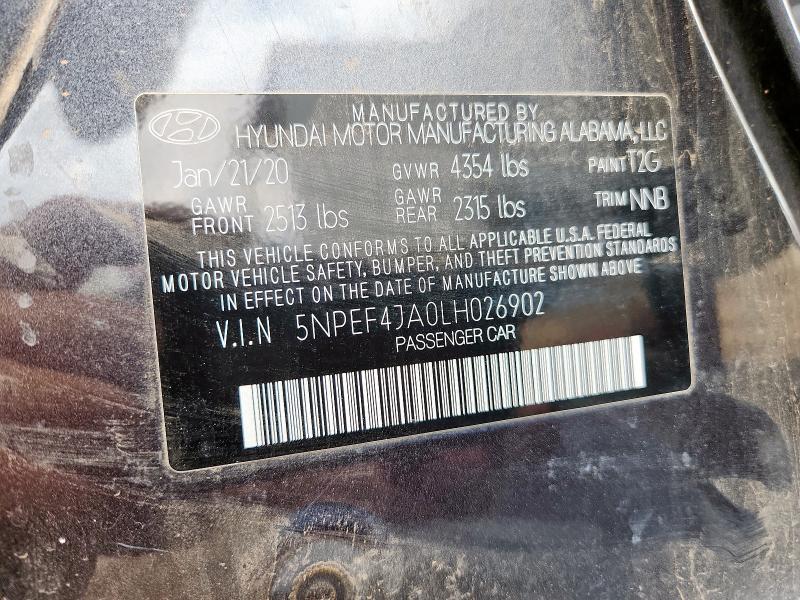 MANUFACTURED BY
HYUNDAI MOTOR MANUFACTURING ALABAMA, LLC
Jan/21/20 GVWR 4354 lbs PAINT T2G
GAWR FRONT 2513 lbs GAWR REAR 2315 lbs TRIM NNB
THIS VEHICLE CONFORMS TO ALL APPLICABLE U.S.A. FEDERAL
MOTOR VEHICLE SAFETY, BUMPER, AND THEFT PREVENTION STANDARDS
IN EFFECT ON THE DATE OF MANUFACTURE SHOWN ABOVE
V.I.N 5NPEF4JA0LH026902
PASSENGER CAR